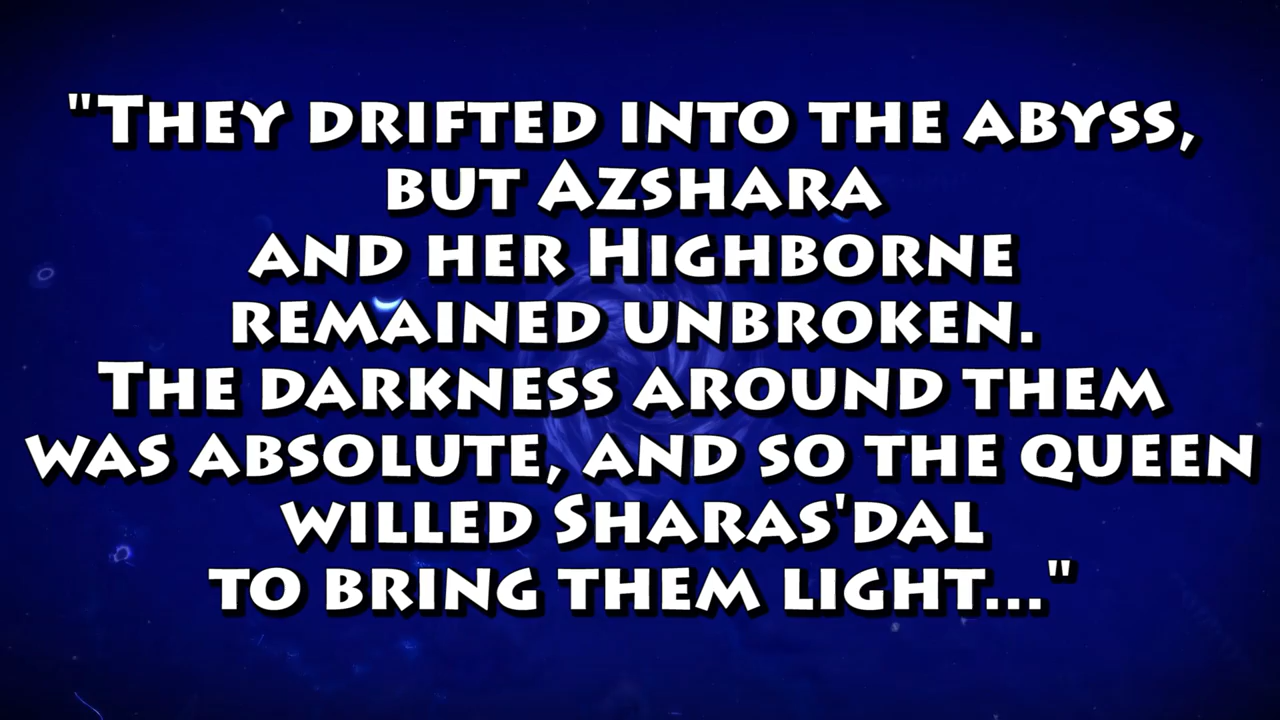 "They drifted into the abyss,
but Azshara
and her Highborne
remained unbroken.
The darkness around them
was absolute, and so the queen
willed Sharas'dal
to bring them light..."